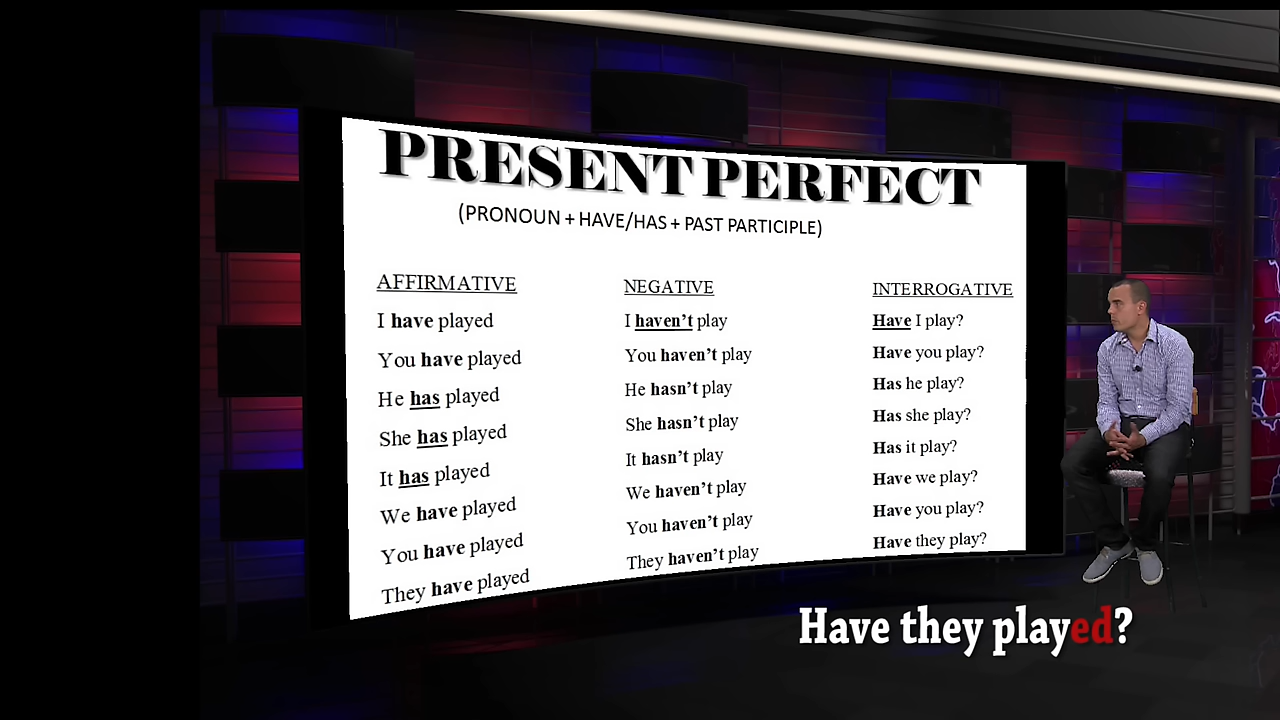 PRESENT PERFECT
(PRONOUN + HAVE/HAS + PAST PARTICIPLE)
AFFIRMATIVE
I have played
You have played
He has played
She has played
It has played
We have played
You have played
They have played
NEGATIVE
I haven't play
You haven't play
He hasn't play
She hasn't play
It hasn't play
We haven't play
You haven't play
They haven't play
INTERROGATIVE
Have I play?
Have you play?
Has he play?
Has she play?
Has it play?
Have we play?
Have you play?
Have they play?
Have they played?